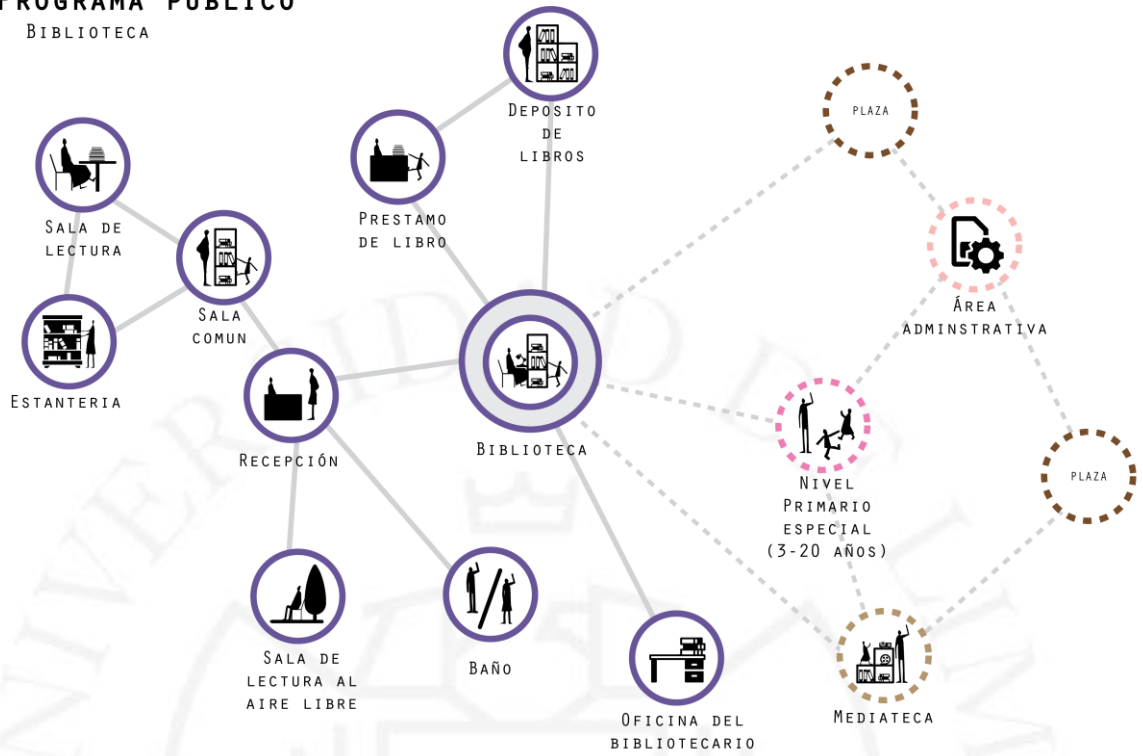 PROGRAMA PÚBLICO
BIBLIOTECA
DEPOSITO
DE
LIBROS
PLAZA
PRESTAMO
DE LIBRO
SALA DE
LECTURA
SALA
COMUN
ÁREA
ADMINSTRATIVA
ESTANTERIA
BIBLIOTECA
RECEPCIÓN
NIVEL
PRIMARIO
ESPECIAL
(3-20 AÑOS)
PLAZA
SALA DE
LECTURA AL
AIRE LIBRE
BAÑO
OFICINA DEL
BIBLIOTECARIO
MEDIATECA